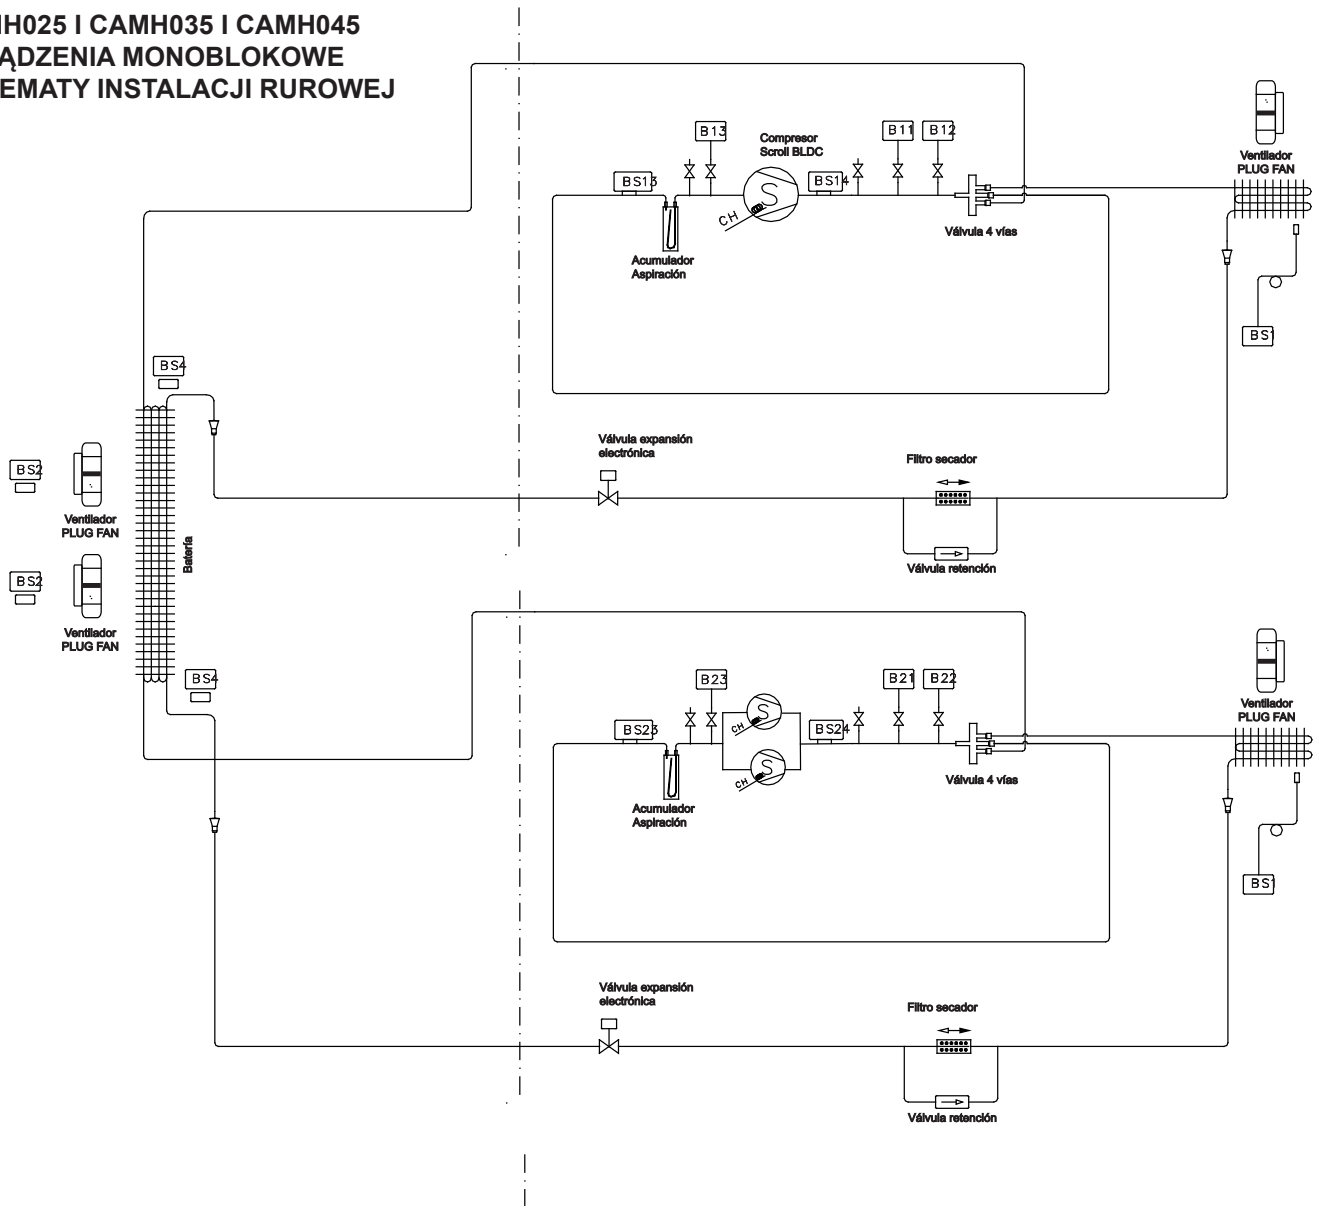 MH025 I CAMH035 I CAMH045
ĄDZENIA MONOBLOKOWE
EMATY INSTALACJI RUROWEJ
B13
Compresor
Scroll BLDC
B11
B12
BS13
S
BS14
CH
Acumulador
Aspiración
Válvula 4 vías
Ventilador
PLUG FAN
BS1
BS4
BS2
Ventilador
PLUG FAN
BS2
Ventilador
PLUG FAN
Batería
BS4
Válvula expansión
electrónica
Filtro secador
Válvula retención
B23
B21
B22
BS23
S
CH
S
CH
BS24
Acumulador
Aspiración
Válvula 4 vías
Ventilador
PLUG FAN
BS1
Válvula expansión
electrónica
Filtro secador
Válvula retención